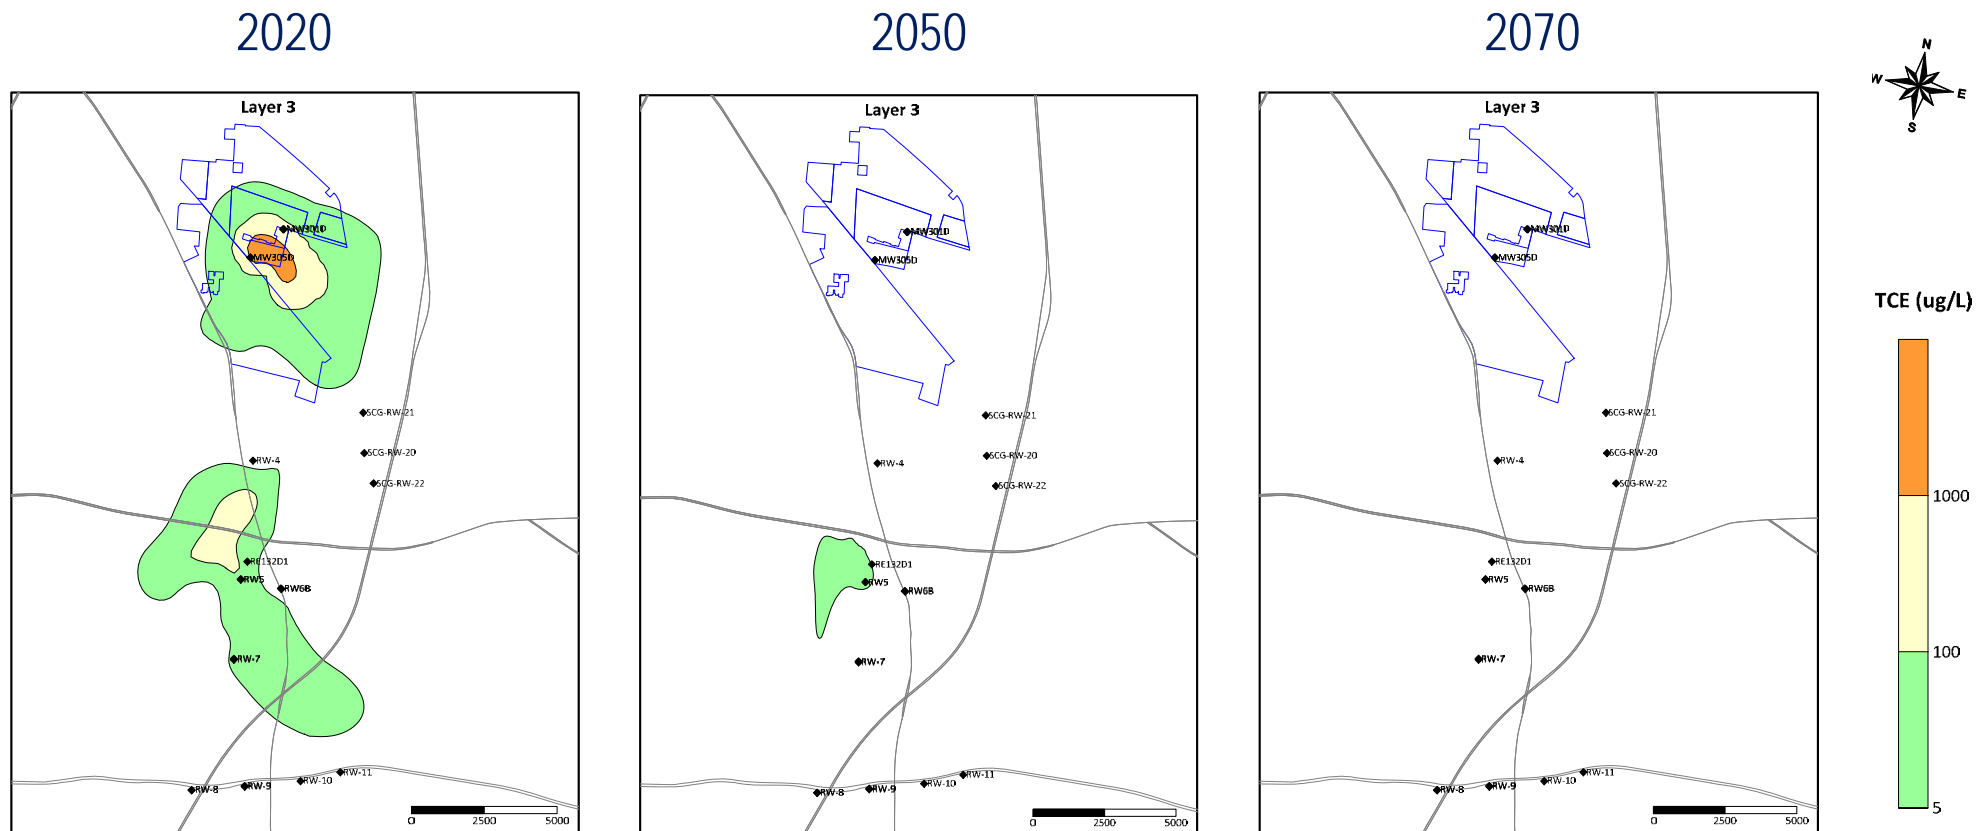 2020
2050
2070
N
W
E
S
Layer 3
MW301D
MW305D
SCG-RW-21
RW-4
SCG-RW-20
SCG-RW-22
RE132D1
RW5
RW6B
RW-7
RW-11
RW-10
RW-9
RW-8
0 2500 5000
Layer 3
MW301D
MW305D
SCG-RW-21
RW-4
SCG-RW-20
SCG-RW-22
RE132D1
RW5
RW6B
RW-7
RW-11
RW-10
RW-9
RW-8
0 2500 5000
Layer 3
MW301D
MW305D
SCG-RW-21
RW-4
SCG-RW-20
SCG-RW-22
RE132D1
RW5
RW6B
RW-7
RW-11
RW-10
RW-9
RW-8
0 2500 5000
TCE (ug/L)
1000
100
5